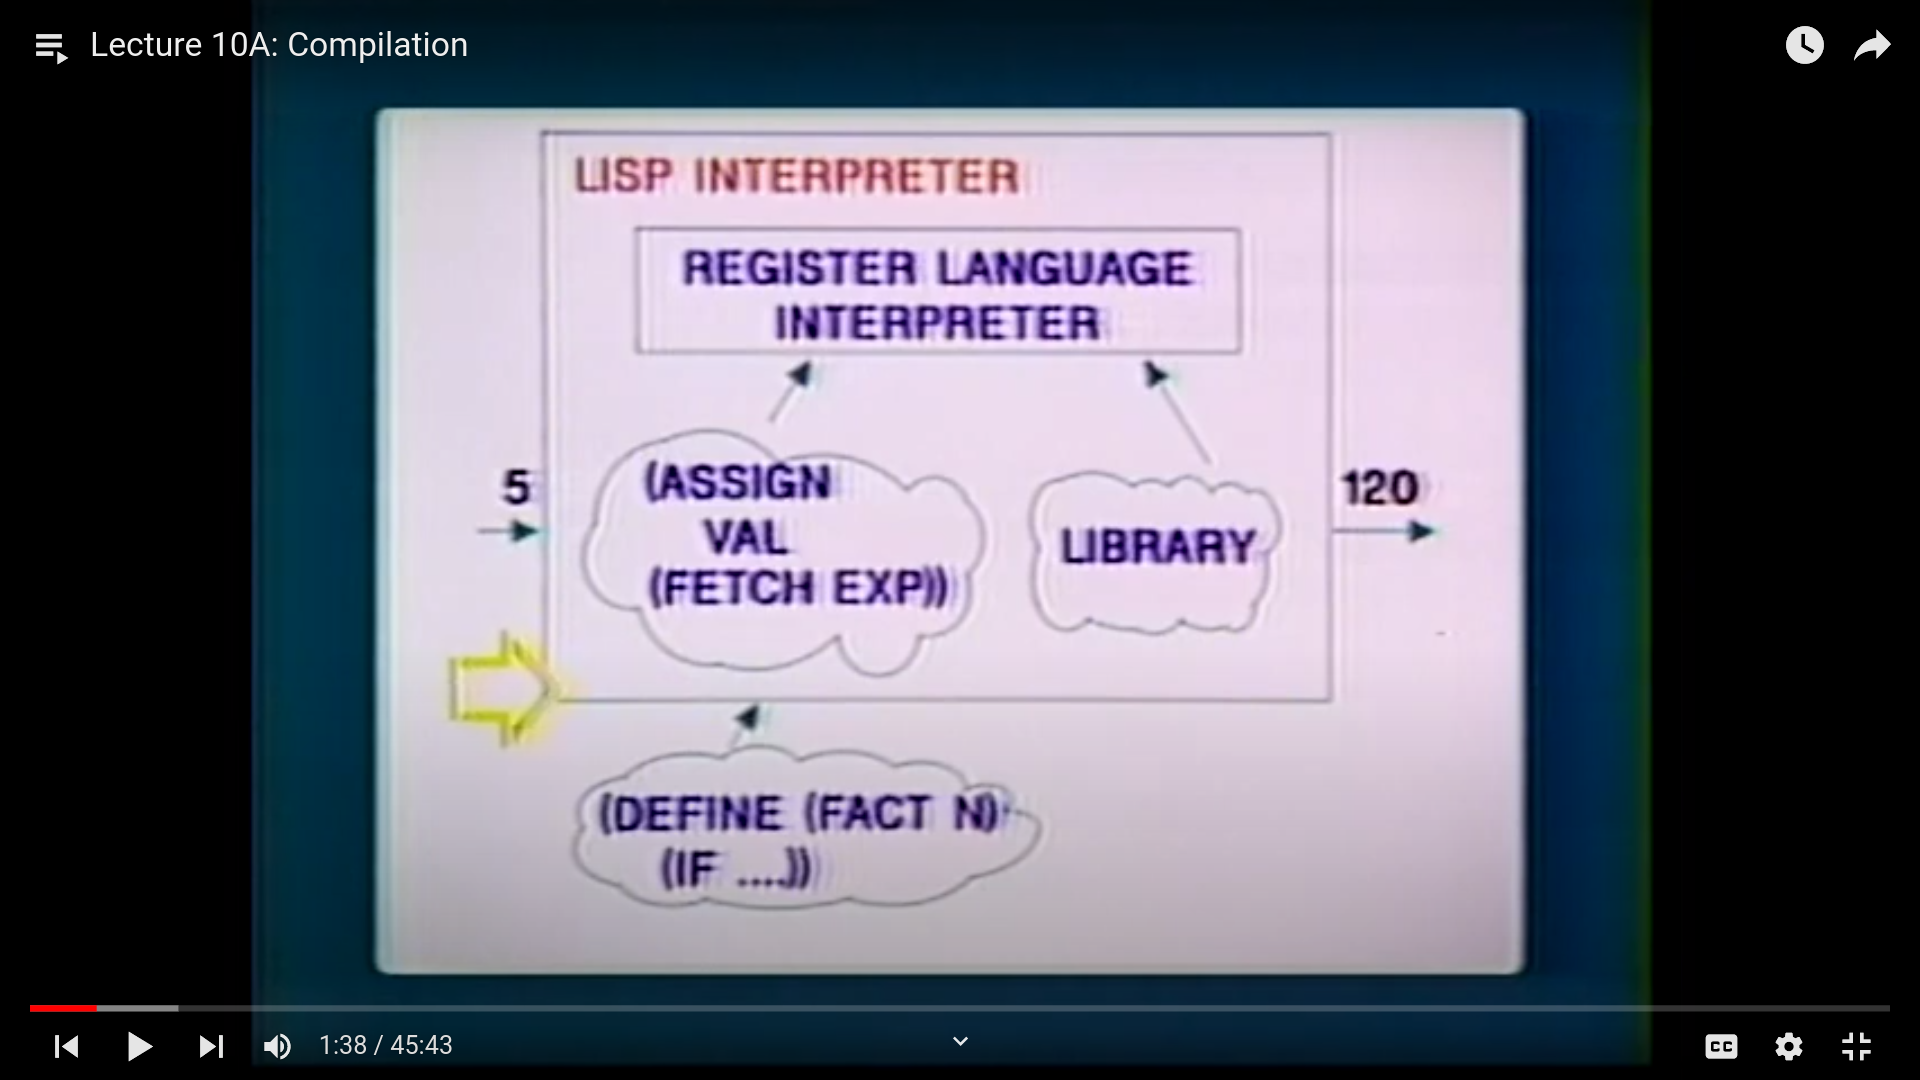 Lecture 10A: Compilation
LISP INTERPRETER
REGISTER LANGUAGE
INTERPRETER
5
(ASSIGN
VAL
(FETCH EXP))
LIBRARY
120
(DEFINE (FACT N)
(IF ....))
1:38 / 45:43
CC